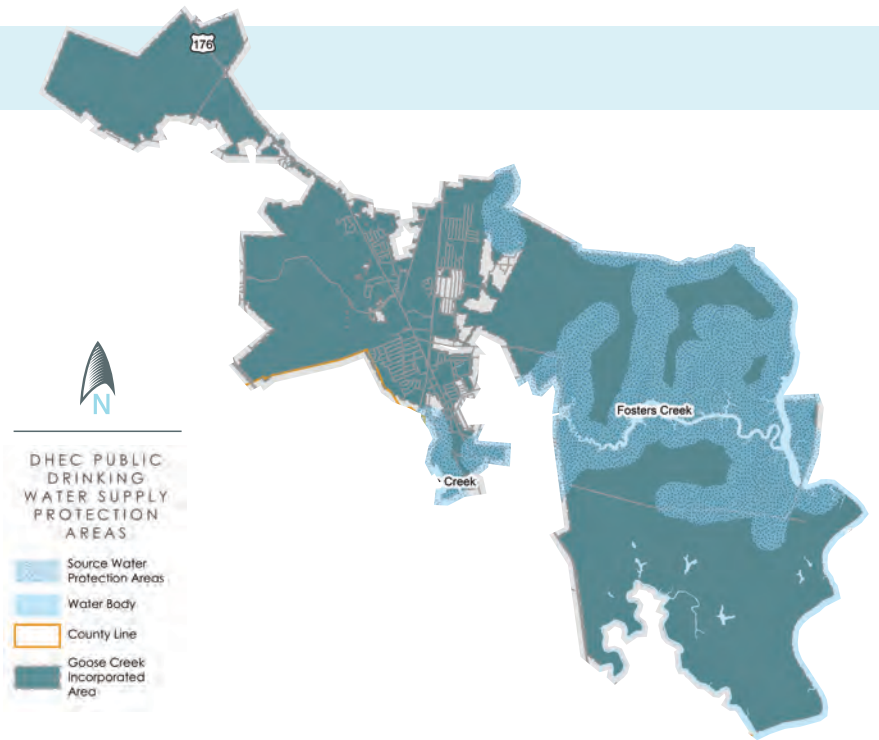 176
Fosters Creek
Creek
N
DHEC PUBLIC
DRINKING
WATER SUPPLY
PROTECTION
AREAS
Source Water
Protection Areas
Water Body
County Line
Goose Creek
Incorporated
Area